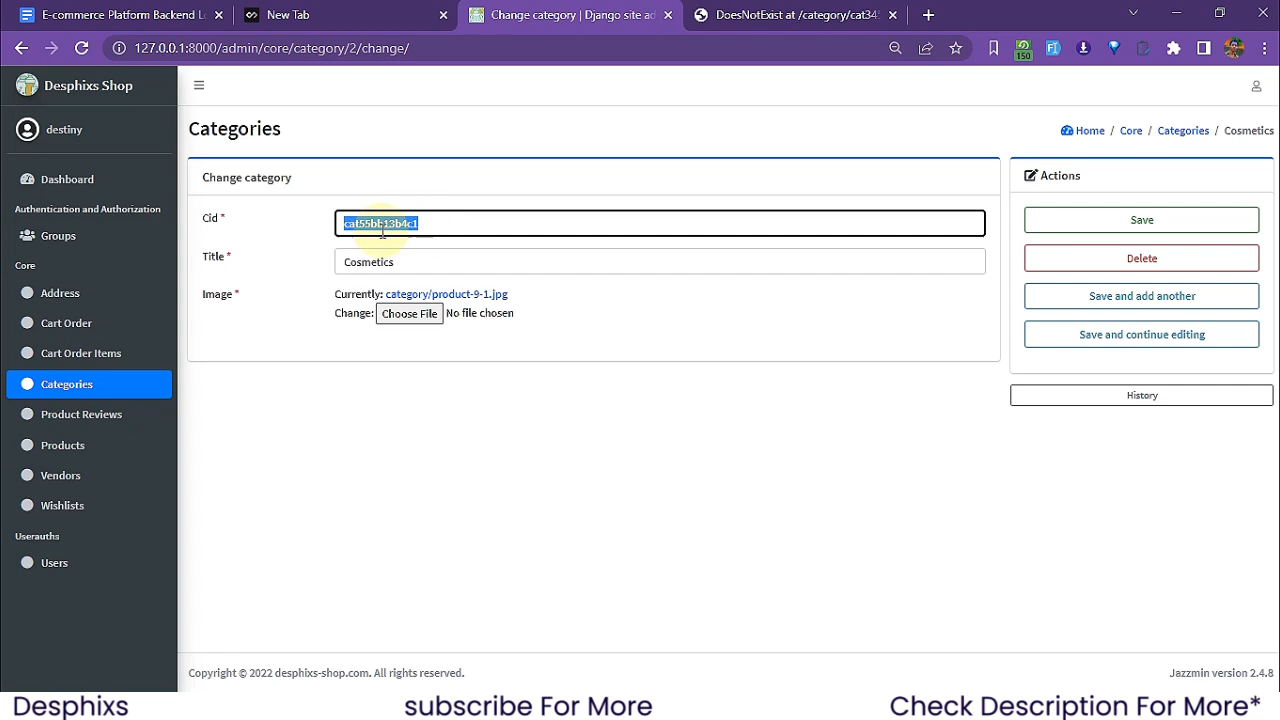 E-commerce Platform Backend Lo
New Tab
Change category | Django site ad
DoesNotExist at /category/cat345
127.0.0.1:8000/admin/core/category/2/change/
150
Desphixs Shop
destiny
Dashboard
Authentication and Authorization
Groups
Core
Address
Cart Order
Cart Order Items
Categories
Product Reviews
Products
Vendors
Wishlists
Userauths
Users
Categories
Home / Core / Categories / Cosmetics
Change category
Cid *
Title *
Cosmetics
Image *
Currently: category/product-9-1.jpg
Change: Choose File No file chosen
Actions
Save
Delete
Save and add another
Save and continue editing
History
Copyright © 2022 desphixs-shop.com. All rights reserved.
Jazzmin version 2.4.8
Desphixs
subscribe For More
Check Description For More*